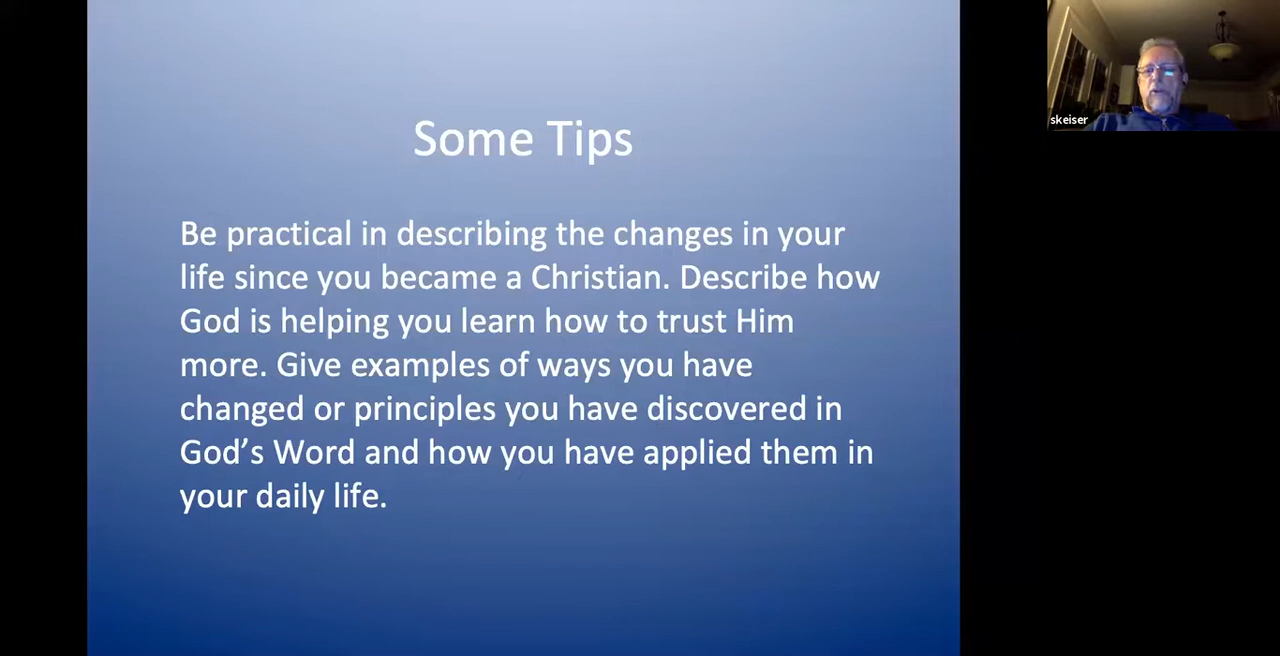 Some Tips
Be practical in describing the changes in your
life since you became a Christian. Describe how
God is helping you learn how to trust Him
more. Give examples of ways you have
changed or principles you have discovered in
God’s Word and how you have applied them in
your daily life.
skeiser